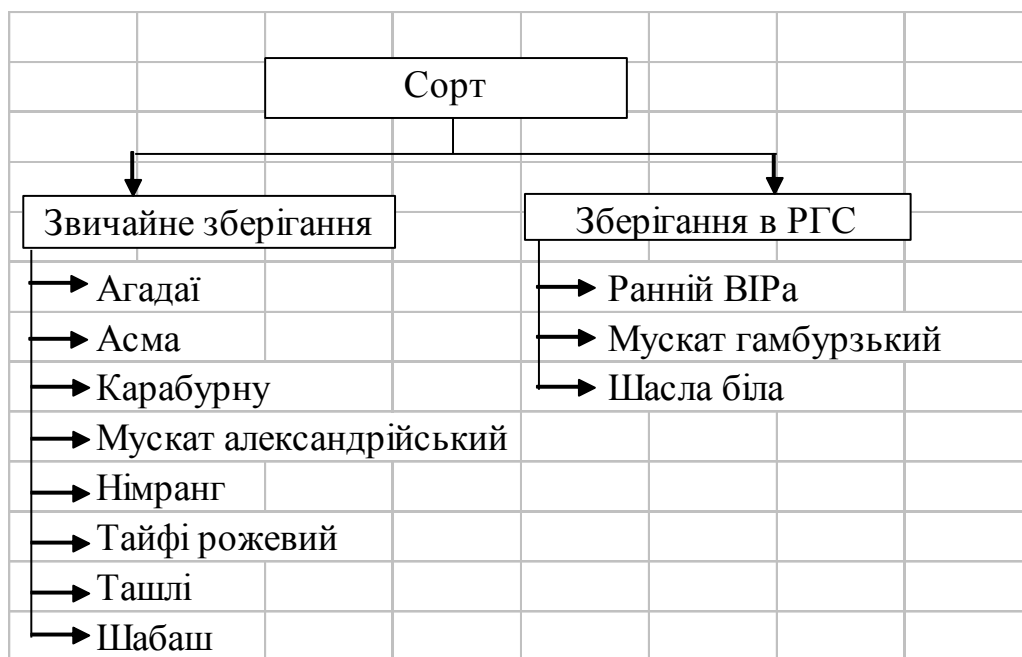 Сорт
Звичайне зберігання
Агадаї
Асма
Карабурну
Мускат александрійський
Німранг
Тайфі рожевий
Ташлі
Шабаш
Зберігання в РГС
Ранній ВІРа
Мускат гамбурзький
Шасла біла